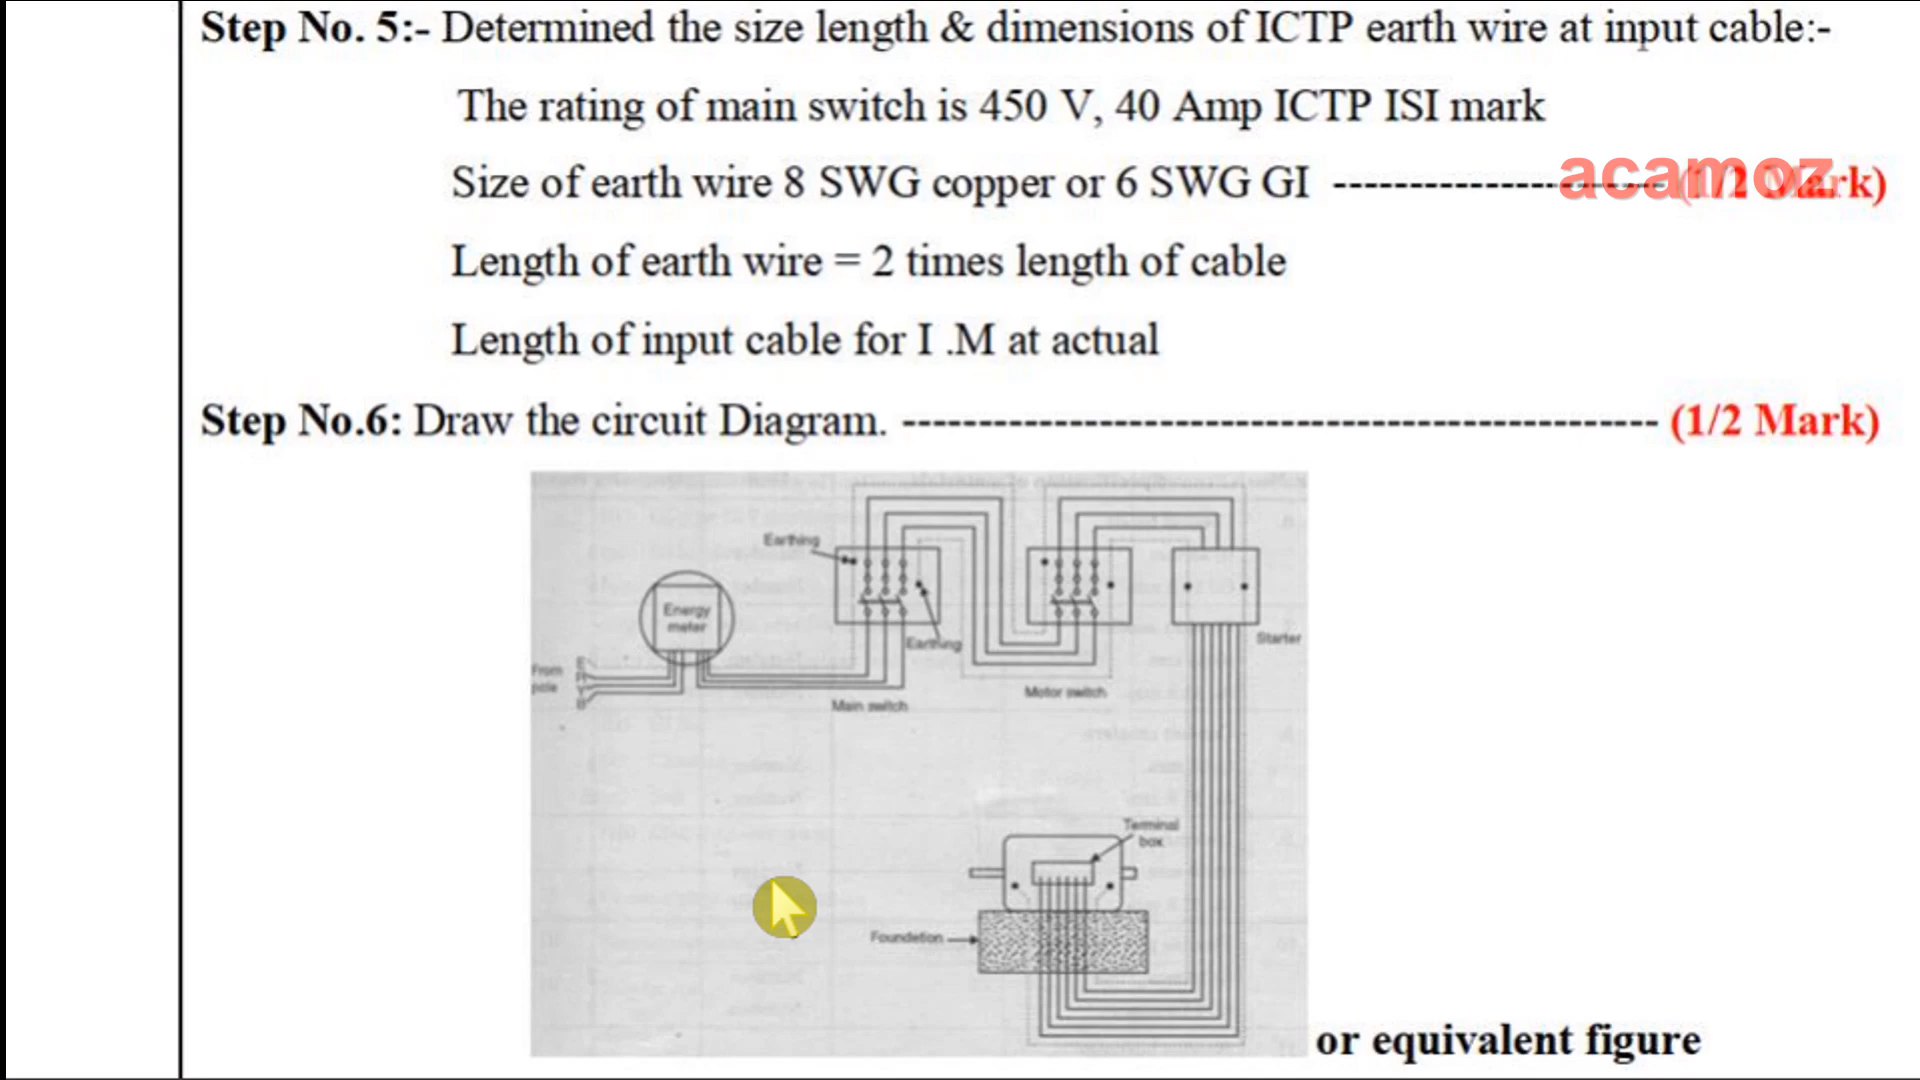 Step No. 5:- Determined the size length & dimensions of ICTP earth wire at input cable:-
The rating of main switch is 450 V, 40 Amp ICTP ISI mark
Size of earth wire 8 SWG copper or 6 SWG GI ---------------------- (1/2 Mark)
acamoz
Length of earth wire = 2 times length of cable
Length of input cable for I .M at actual
Step No.6: Draw the circuit Diagram. -------------------------------------------------- (1/2 Mark)
Earthing
Energy
meter
Earthing
Starter
From
pole
Main switch
Motor switch
Terminal
box
Foundation
or equivalent figure